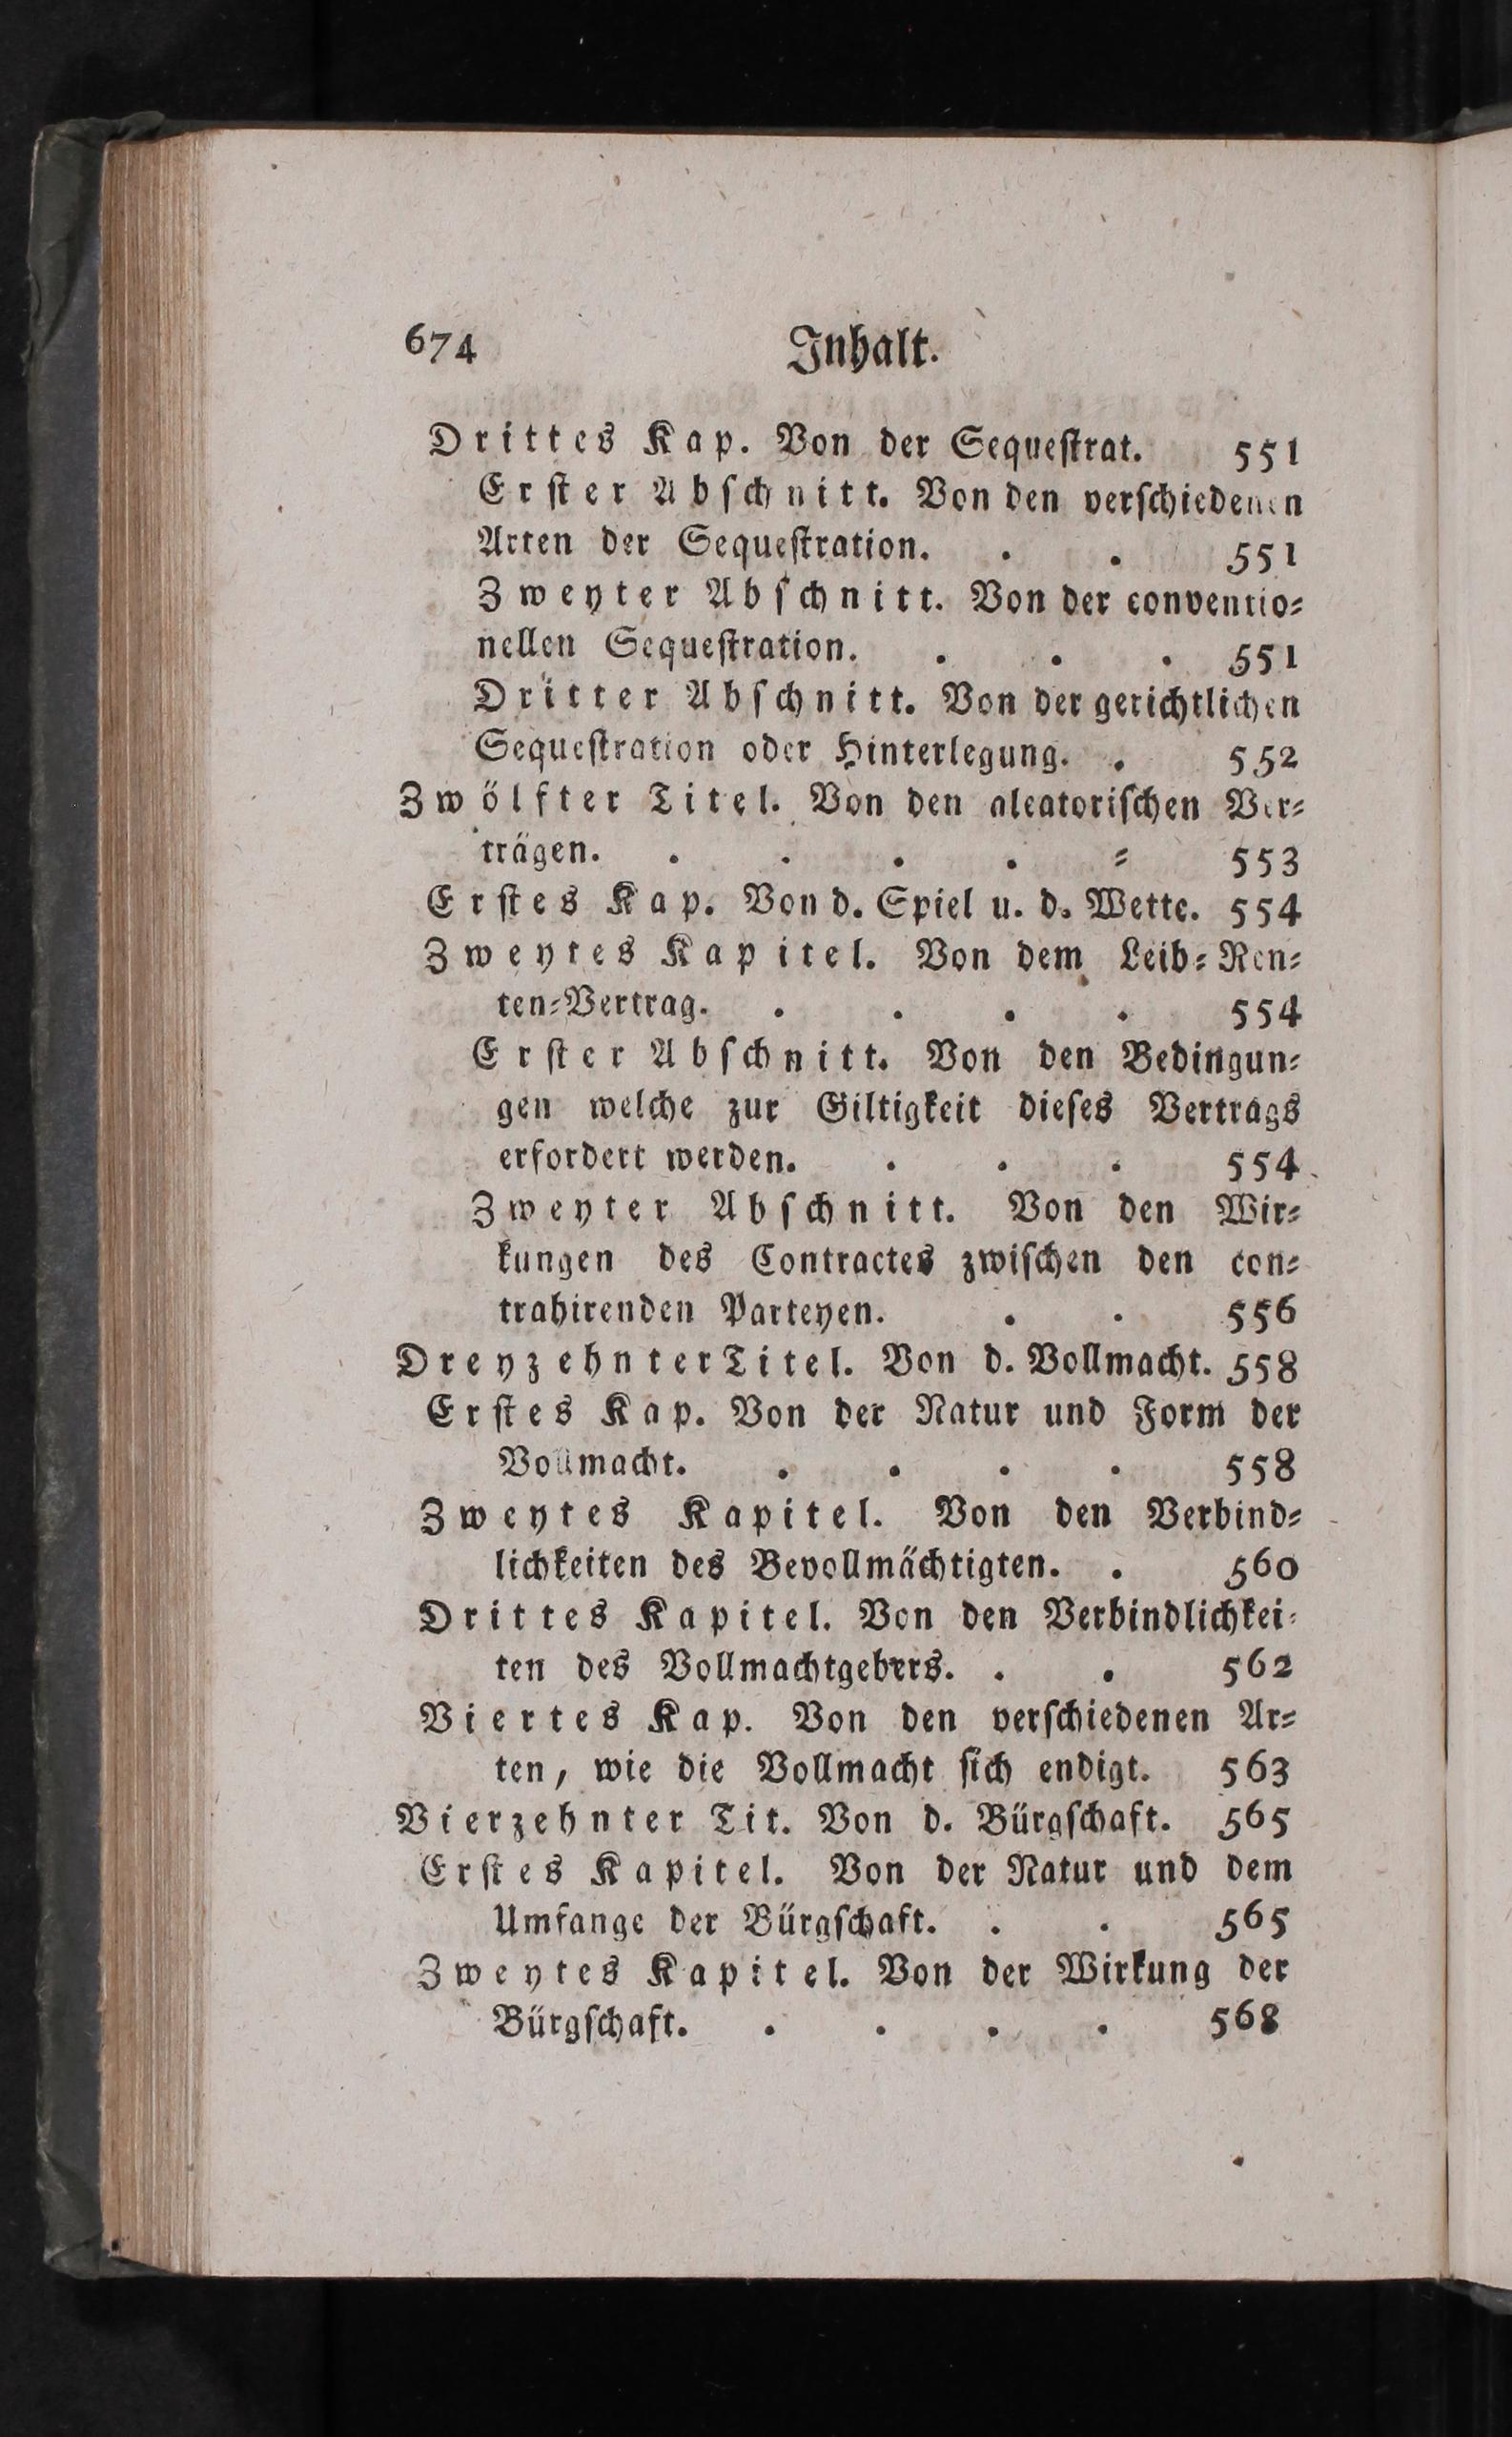 674 Inhalt.
Drittes Kap. Von der Sequeſtrat. 551
Erſter Abſchnitt. Von den verſchiedenen
Arten der Sequeſtration. . . 551
Zweyter Abſchnitt. Von der conventio⸗
nellen Sequeſtration. . . . 551
Dritter Abſchnitt. Von der gerichtlichen
Sequeſtration oder Hinterlegung. . 552
Zwölfter Titel. Von den aleatoriſchen Ver⸗
trägen. . . . . ⸗ 553
Erſtes Kap. Von d. Spiel u. d. Wette. 554
Zweytes Kapitel. Von dem Leib⸗Ren⸗
ten⸗Vertrag. . . . . 554
Erſter Abſchnitt. Von den Bedingun⸗
gen welche zur Giltigkeit dieſes Vertrags
erfordert werden. . . . 554
Zweyter Abſchnitt. Von den Wir⸗
kungen des Contractes zwiſchen den con⸗
trahirenden Parteyen. . . 556
Dreyzehnter Titel. Von d. Vollmacht. 558
Erſtes Kap. Von der Natur und Form der
Vollmacht. . . . . 558
Zweytes Kapitel. Von den Verbind⸗
lichkeiten des Bevollmächtigten. . 560
Drittes Kapitel. Von den Verbindlichkei⸗
ten des Vollmachtgebers. . . 562
Viertes Kap. Von den verſchiedenen Ar⸗
ten, wie die Vollmacht ſich endigt. 563
Vierzehnter Tit. Von d. Bürgſchaft. 565
Erſtes Kapitel. Von der Natur und dem
Umfange der Bürgſchaft. . . 565
Zweytes Kapitel. Von der Wirkung der
Bürgſchaft. . . . . 568